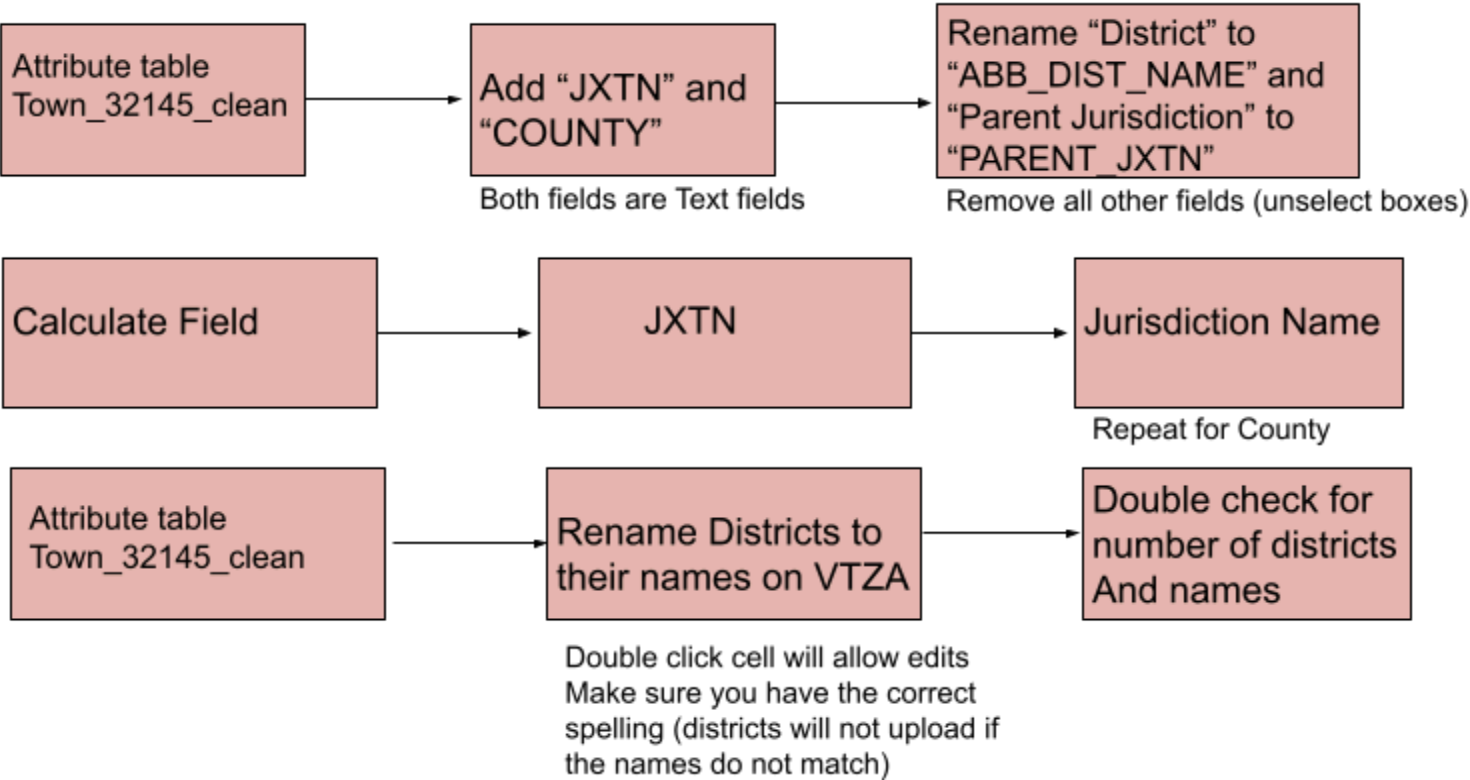 Attribute table
Town_32145_clean
Add “JXTN” and
“COUNTY”
Both fields are Text fields
Rename “District” to
“ABB_DIST_NAME” and
“Parent Jurisdiction” to
“PARENT_JXTN”
Remove all other fields (unselect boxes)
Calculate Field
JXTN
Jurisdiction Name
Repeat for County
Attribute table
Town_32145_clean
Rename Districts to
their names on VTZA
Double click cell will allow edits
Make sure you have the correct
spelling (districts will not upload if
the names do not match)
Double check for
number of districts
And names